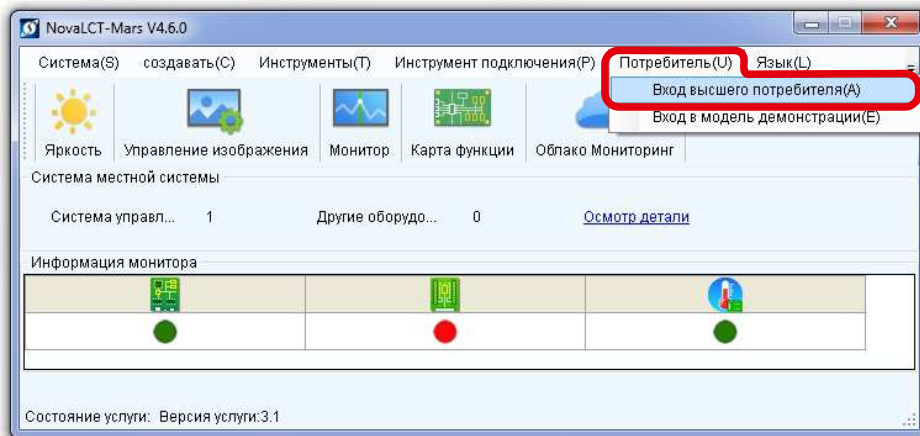 NovaLCT-Mars V4.6.0
Система(S) создавать(C) Инструменты(T) Инструмент подключения(P) Потребитель(U) Язык(L)
Вход высшего потребителя(A)
Вход в модель демонстрации(E)
Яркость Управление изображения Монитор Карта функции Облако Мониторинг
Система местной системы
Система управл... 1 Другие оборудо... 0 Осмотр детали
Информация монитора
Состояние услуги: Версия услуги:3.1